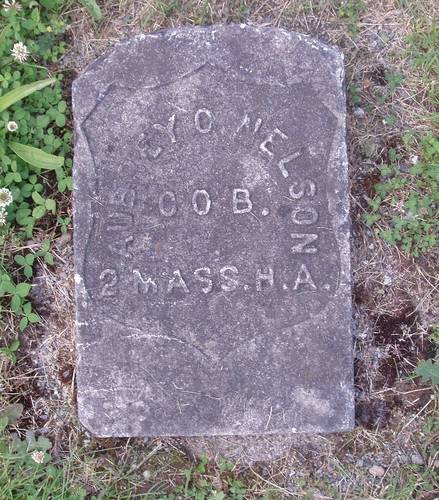 AUBREY O. NELSON
CO B.
2 MASS. H. A.